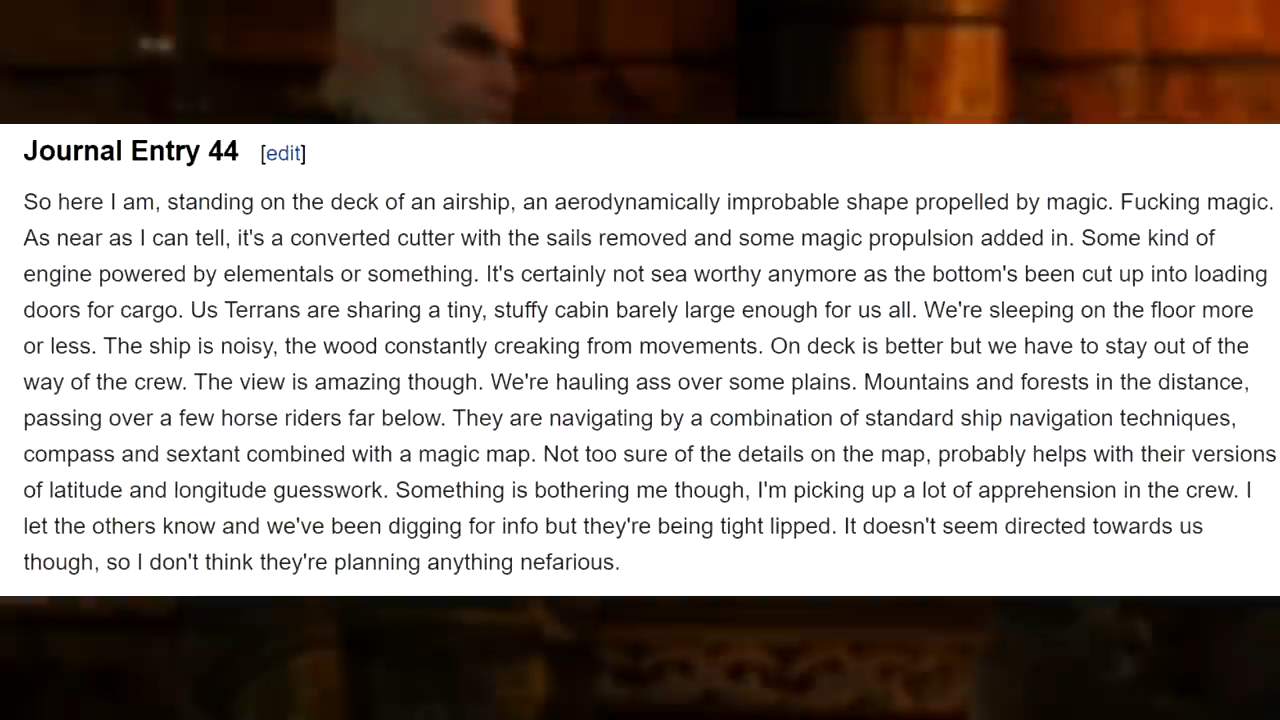 Journal Entry 44 [edit]
So here I am, standing on the deck of an airship, an aerodynamically improbable shape propelled by magic. Fucking magic.
As near as I can tell, it's a converted cutter with the sails removed and some magic propulsion added in. Some kind of
engine powered by elementals or something. It's certainly not sea worthy anymore as the bottom's been cut up into loading
doors for cargo. Us Terrans are sharing a tiny, stuffy cabin barely large enough for us all. We're sleeping on the floor more
or less. The ship is noisy, the wood constantly creaking from movements. On deck is better but we have to stay out of the
way of the crew. The view is amazing though. We're hauling ass over some plains. Mountains and forests in the distance,
passing over a few horse riders far below. They are navigating by a combination of standard ship navigation techniques,
compass and sextant combined with a magic map. Not too sure of the details on the map, probably helps with their versions
of latitude and longitude guesswork. Something is bothering me though, I'm picking up a lot of apprehension in the crew. I
let the others know and we've been digging for info but they're being tight lipped. It doesn't seem directed towards us
though, so I don't think they're planning anything nefarious.